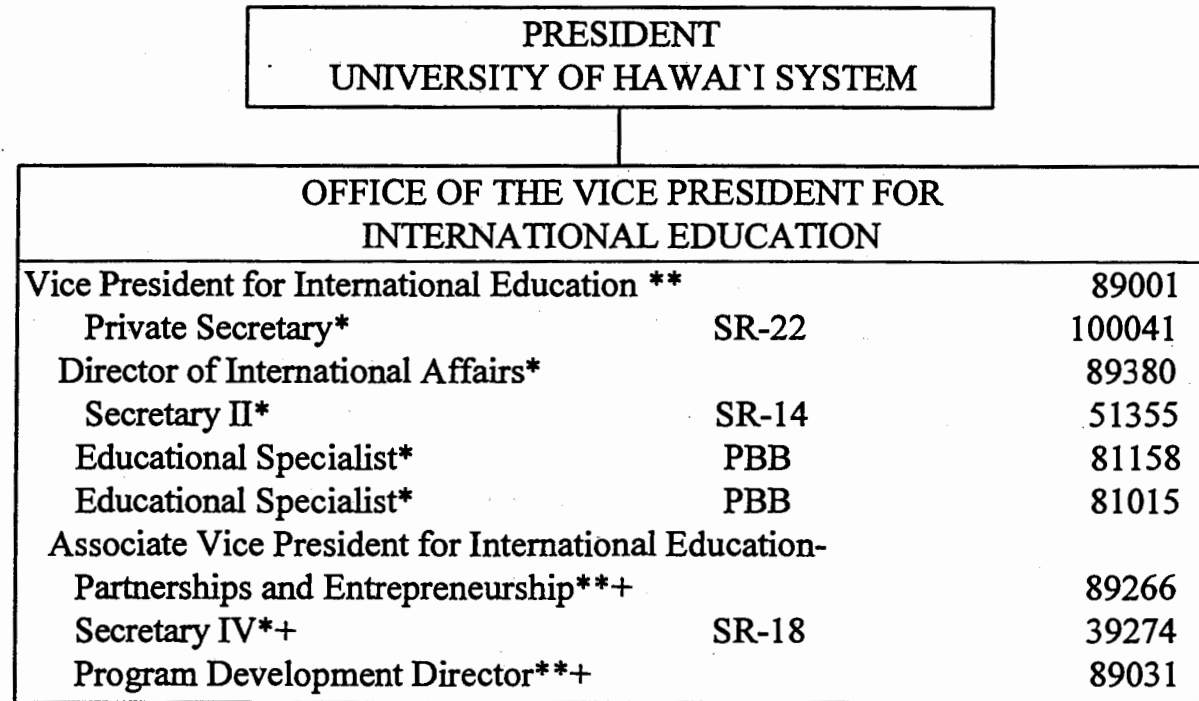 PRESIDENT
UNIVERSITY OF HAWAI`I SYSTEM
OFFICE OF THE VICE PRESIDENT FOR
INTERNATIONAL EDUCATION
Vice President for International Education ** 89001
Private Secretary* SR-22 100041
Director of International Affairs* 89380
Secretary II* SR-14 51355
Educational Specialist* PBB 81158
Educational Specialist* PBB 81015
Associate Vice President for International Education-
Partnerships and Entrepreneurship**+ 89266
Secretary IV*+ SR-18 39274
Program Development Director**+ 89031